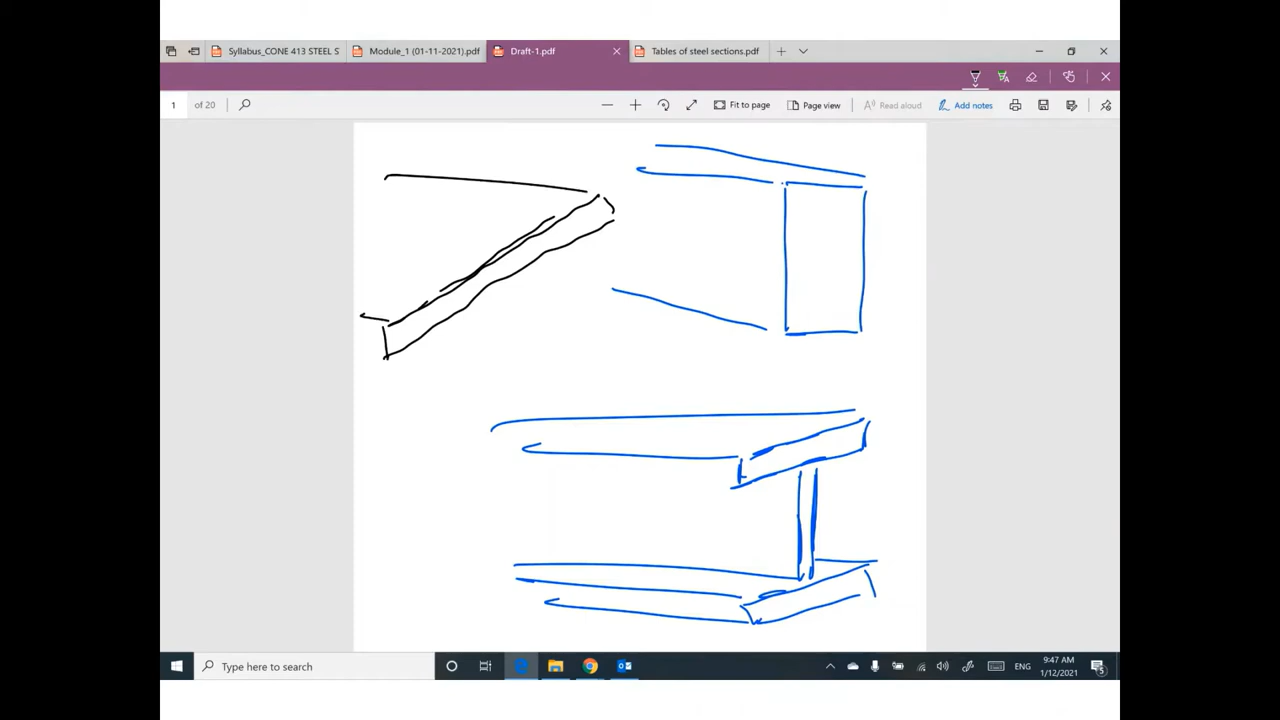 Syllabus_CONE 413 STEEL S
Module_1 (01-11-2021).pdf
Draft-1.pdf
Tables of steel sections.pdf
1 of 20
Fit to page
Page view
Read aloud
Add notes
Type here to search
ENG
9:47 AM
1/12/2021
5